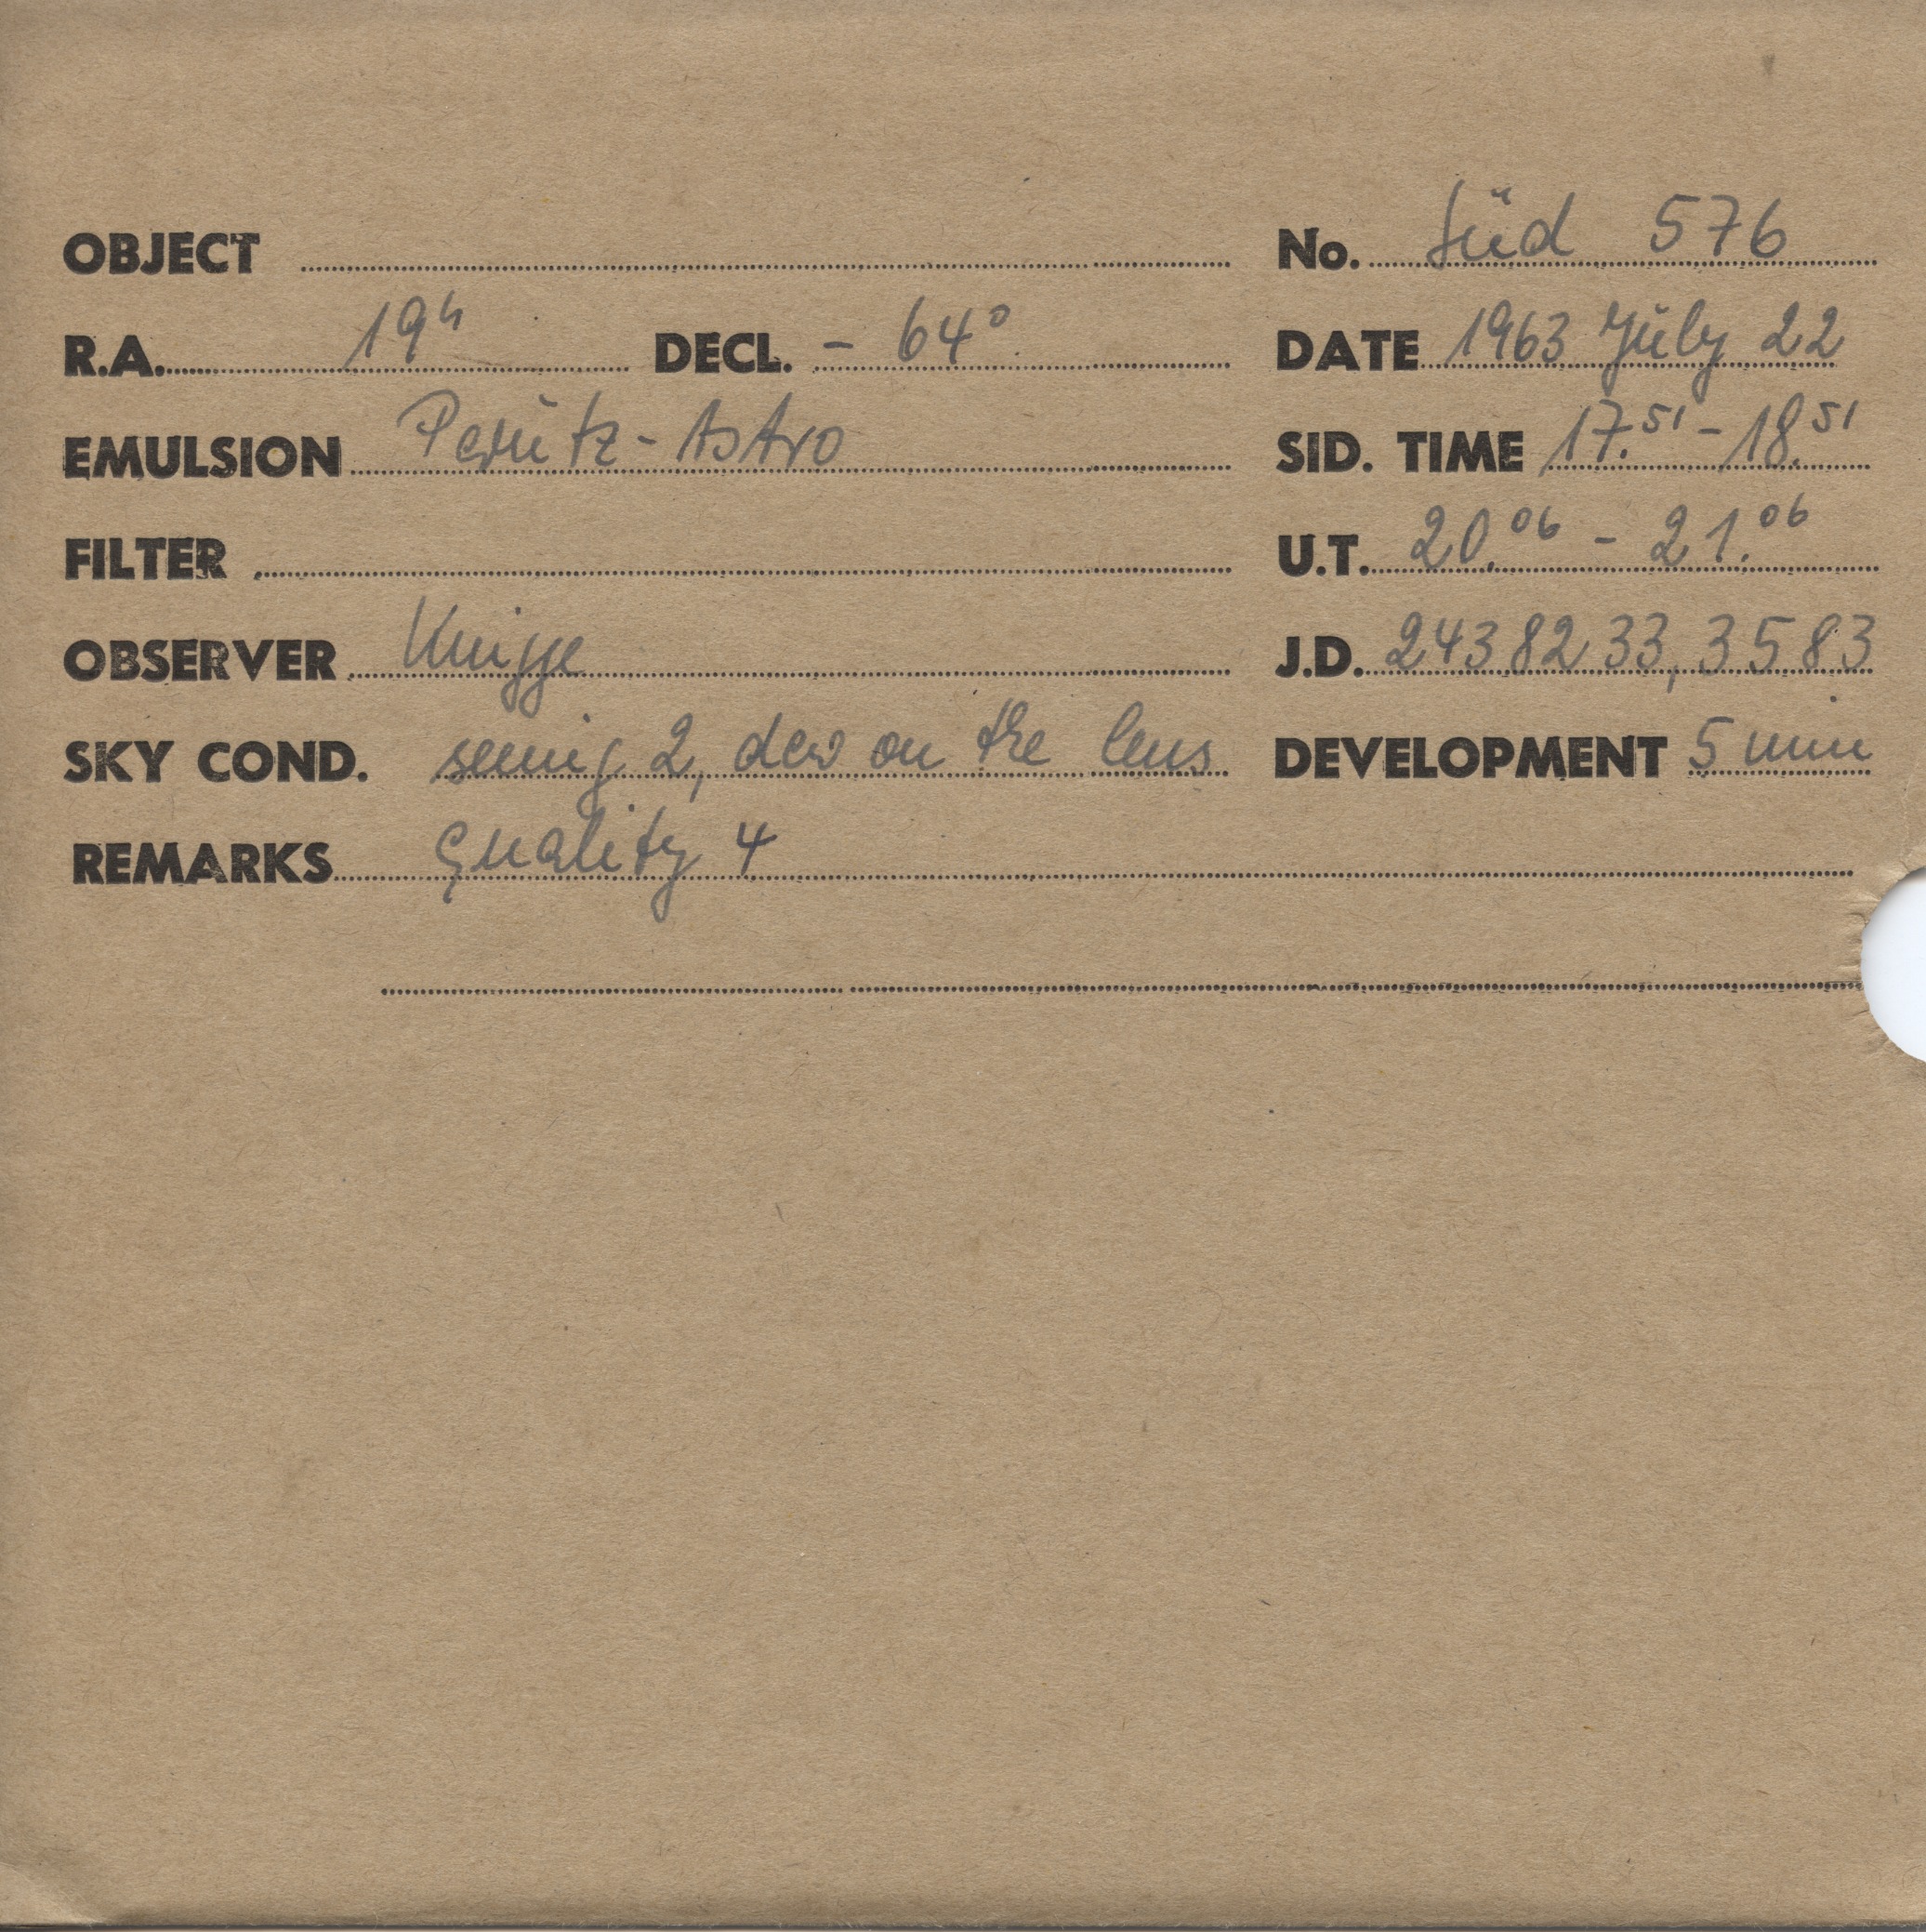 OBJECT No. Süd 576
R.A. 19h DECL. - 64° DATE 1963 July 22
EMULSION Perutz-Astro SID. TIME 17.51 - 18.51
FILTER U.T. 20.06 - 21.06
OBSERVER Knigge J.D. 2438233,3583
SKY COND. seeing 2, dew on the lens DEVELOPMENT 5 min
REMARKS quality 4